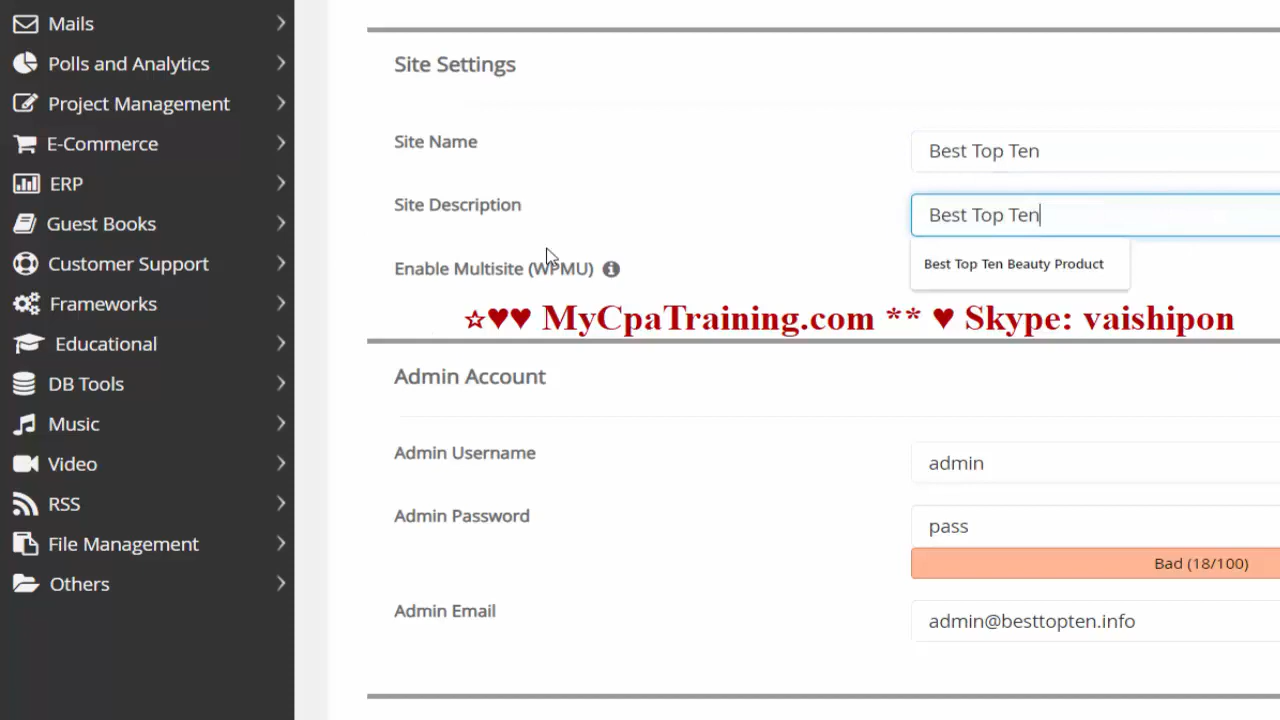 Mails
Polls and Analytics
Project Management
E-Commerce
ERP
Guest Books
Customer Support
Frameworks
Educational
DB Tools
Music
Video
RSS
File Management
Others
Site Settings
Site Name
Best Top Ten
Site Description
Best Top Ten
Best Top Ten Beauty Product
Enable Multisite (WPMU)
☆♥♥ MyCpaTraining.com ** ♥ Skype: vaishipon
Admin Account
Admin Username
admin
Admin Password
pass
Bad (18/100)
Admin Email
admin@besttopten.info